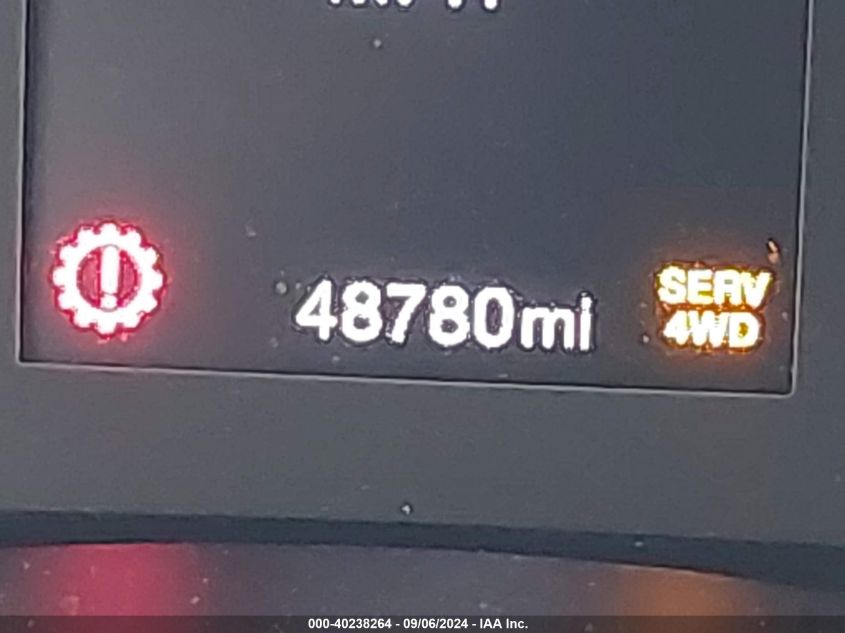 48780mi
SERV
4WD
000-40238264 - 09/06/2024 - IAA Inc.